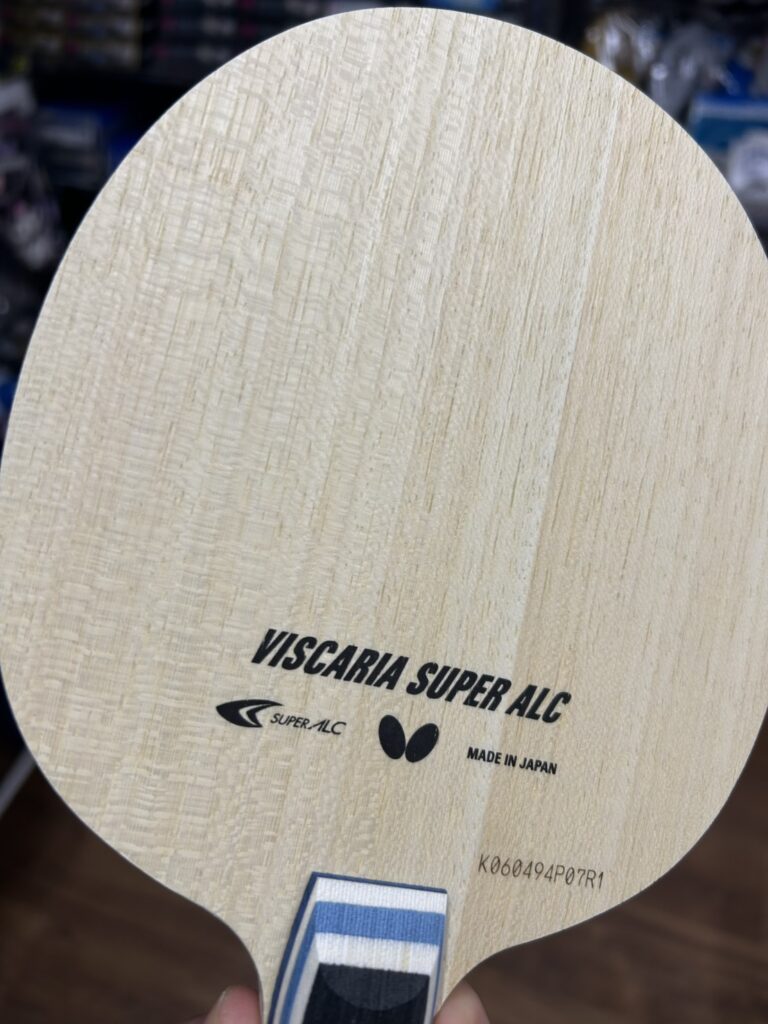 VISCARIA SUPER ALC
SUPER ALC
MADE IN JAPAN
K060494P07R1